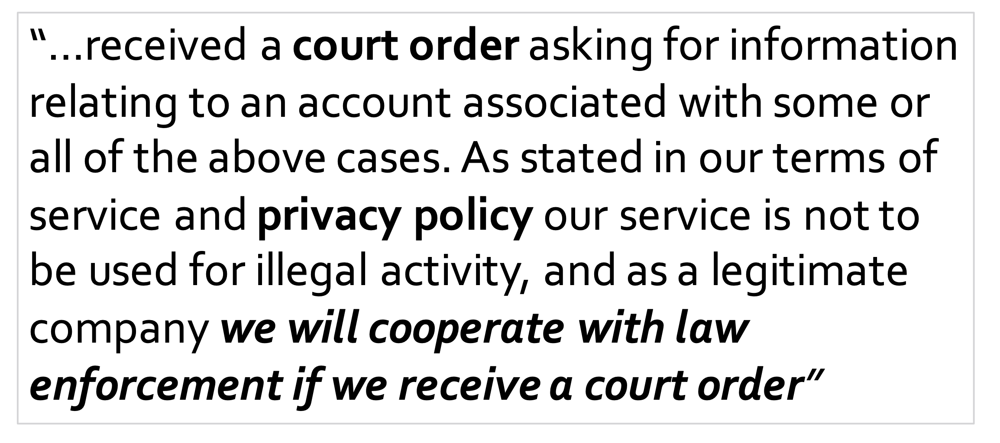 “...received a court order asking for information
relating to an account associated with some or
all of the above cases. As stated in our terms of
service and privacy policy our service is not to
be used for illegal activity, and as a legitimate
company we will cooperate with law
enforcement if we receive a court order”